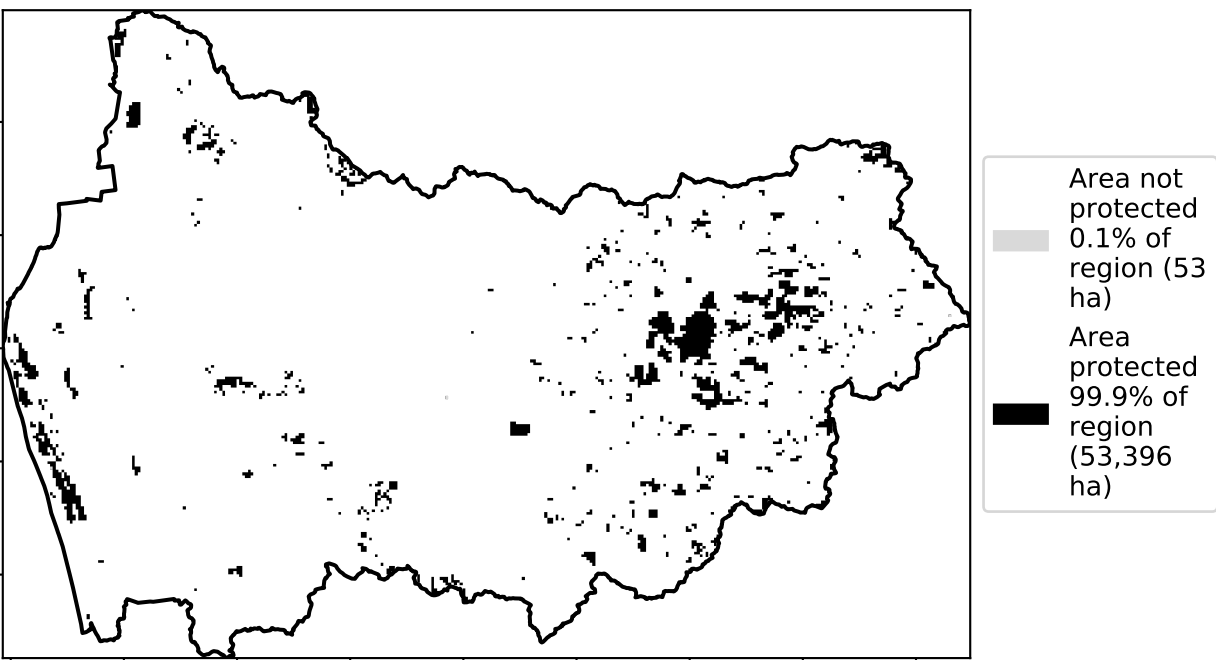 Area not
protected
0.1% of
region (53
ha)
Area
protected
99.9% of
region
(53,396
ha)